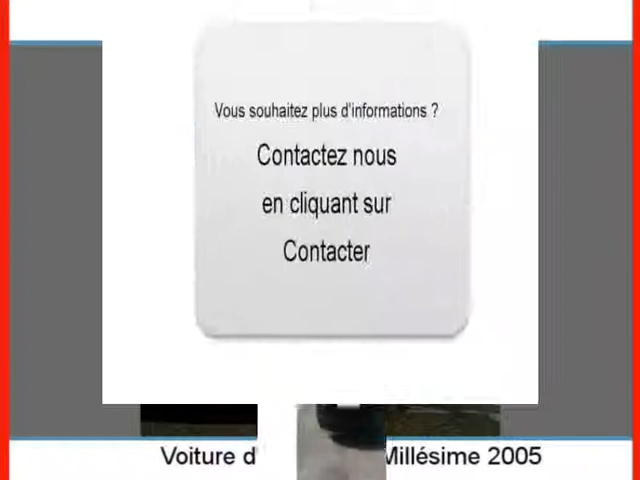 Vous souhaitez plus d'informations ?
Contactez nous
en cliquant sur
Contacter
Voiture d' Millésime 2005